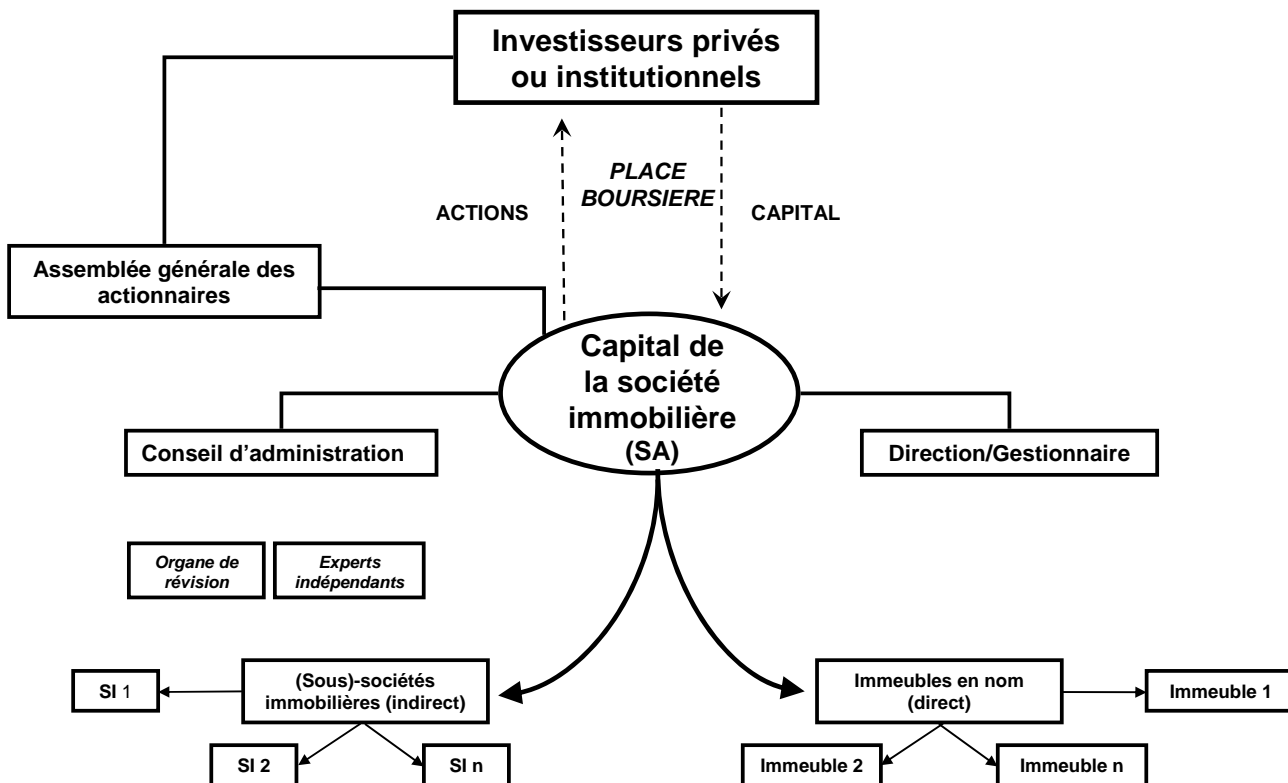 Investisseurs privés
ou institutionnels
PLACE
BOURSIERE
ACTIONS
CAPITAL
Assemblée générale des
actionnaires
Capital de
la société
immobilière
(SA)
Conseil d’administration
Direction/Gestionnaire
Organe de
révision
Experts
indépendants
(Sous)-sociétés
immobilières (indirect)
SI 1
SI 2
SI n
Immeubles en nom
(direct)
Immeuble 1
Immeuble 2
Immeuble n